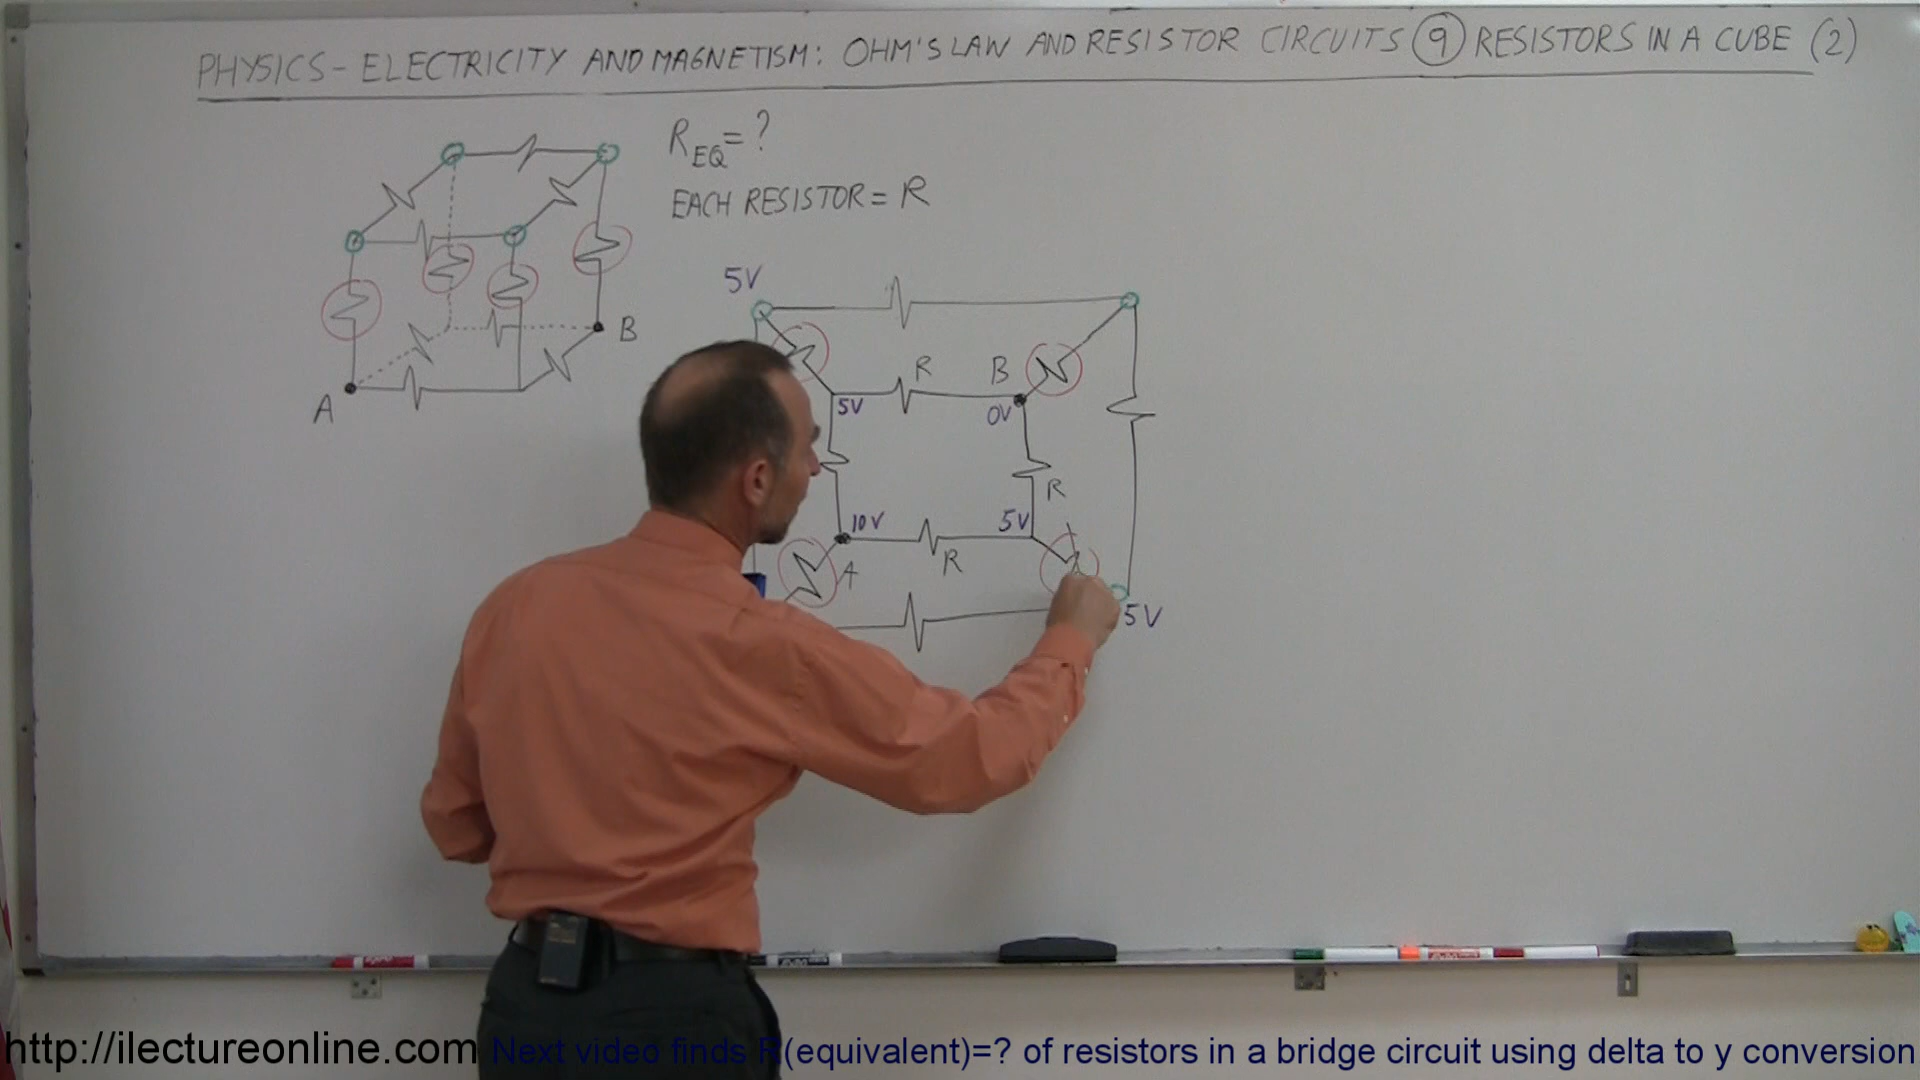 PHYSICS - ELECTRICITY AND MAGNETISM: OHM'S LAW AND RESISTOR CIRCUITS 9 RESISTORS IN A CUBE (2)
REQ = ?
EACH RESISTOR = R
B
A
5V
R
B
5V
0V
R
10V
5V
R
A
5V
http://ilectureonline.com Next video finds R(equivalent)=? of resistors in a bridge circuit using delta to y conversion